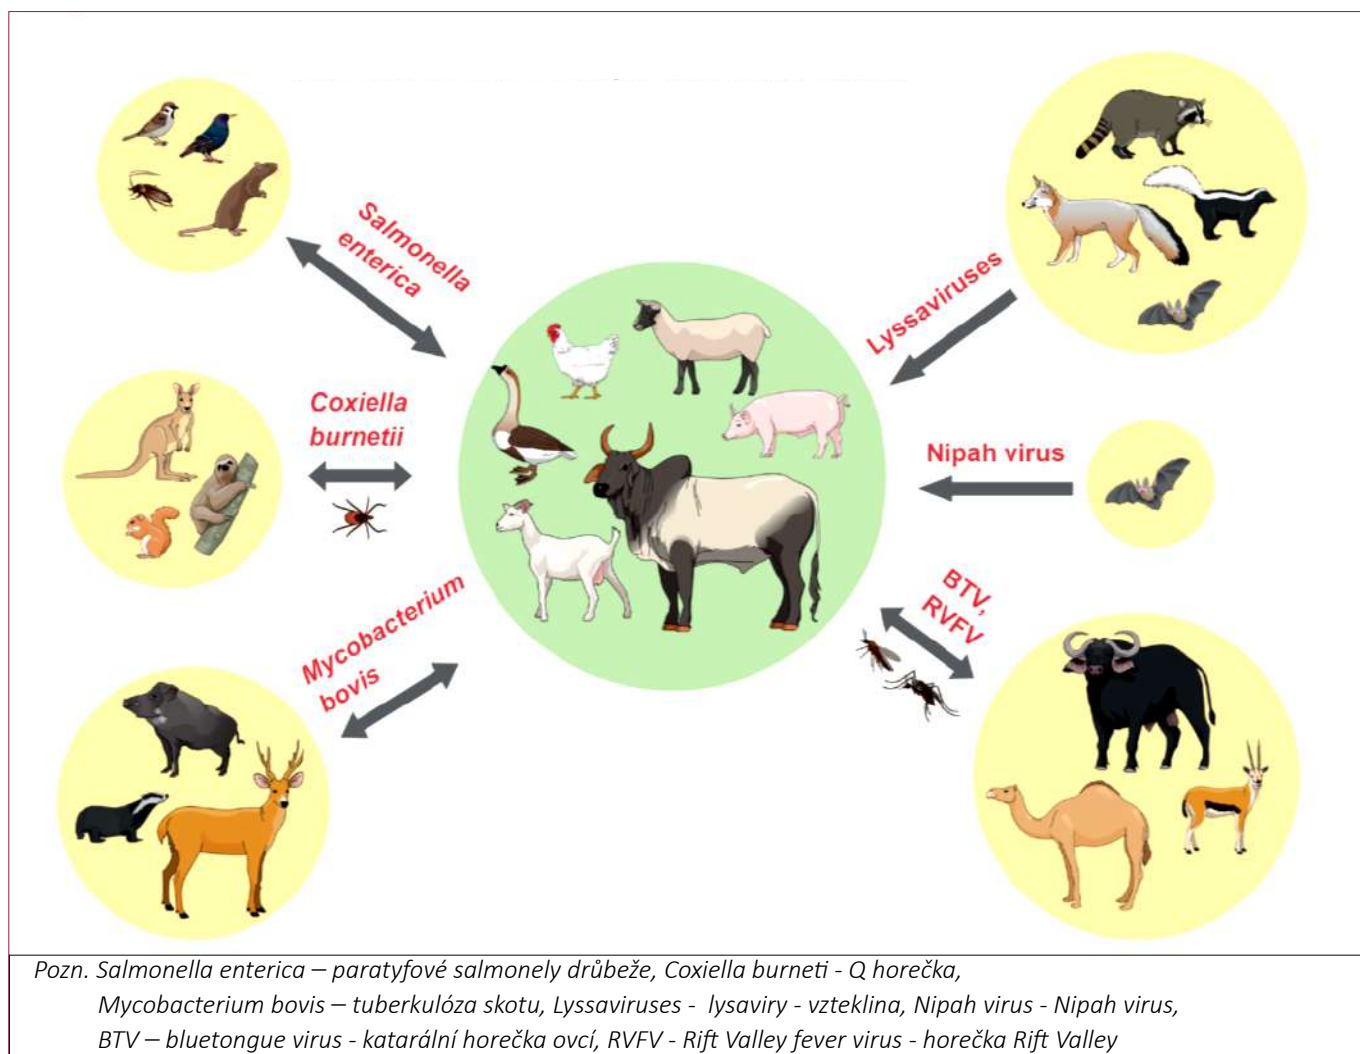 Salmonella
enterica
Coxiella
burnetii
Mycobacterium
bovis
Lyssaviruses
Nipah virus
BTV,
RVFV
Pozn. Salmonella enterica – paratyfové salmonely drůbeže, Coxiella burneti - Q horečka,
Mycobacterium bovis – tuberkulóza skotu, Lyssaviruses - lysaviry - vzteklina, Nipah virus - Nipah virus,
BTV – bluetongue virus - katarální horečka ovcí, RVFV - Rift Valley fever virus - horečka Rift Valley